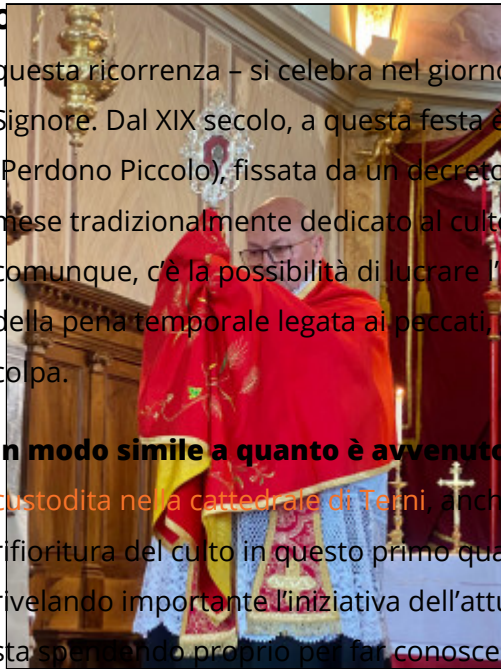 questa ricorrenza – si celebra nel giorno
Signore. Dal XIX secolo, a questa festa è
Perdono Piccolo), fissata da un decreto
mese tradizionalmente dedicato al culto
comunque, c'è la possibilità di lucrare l'
della pena temporale legata ai peccati,
colpa.
n modo simile a quanto è avvenuto
custodita nella cattedrale di Terni, anch
rifioritura del culto in questo primo qua
rivelando importante l'iniziativa dell'attu
sta spendendo proprio per far conosce